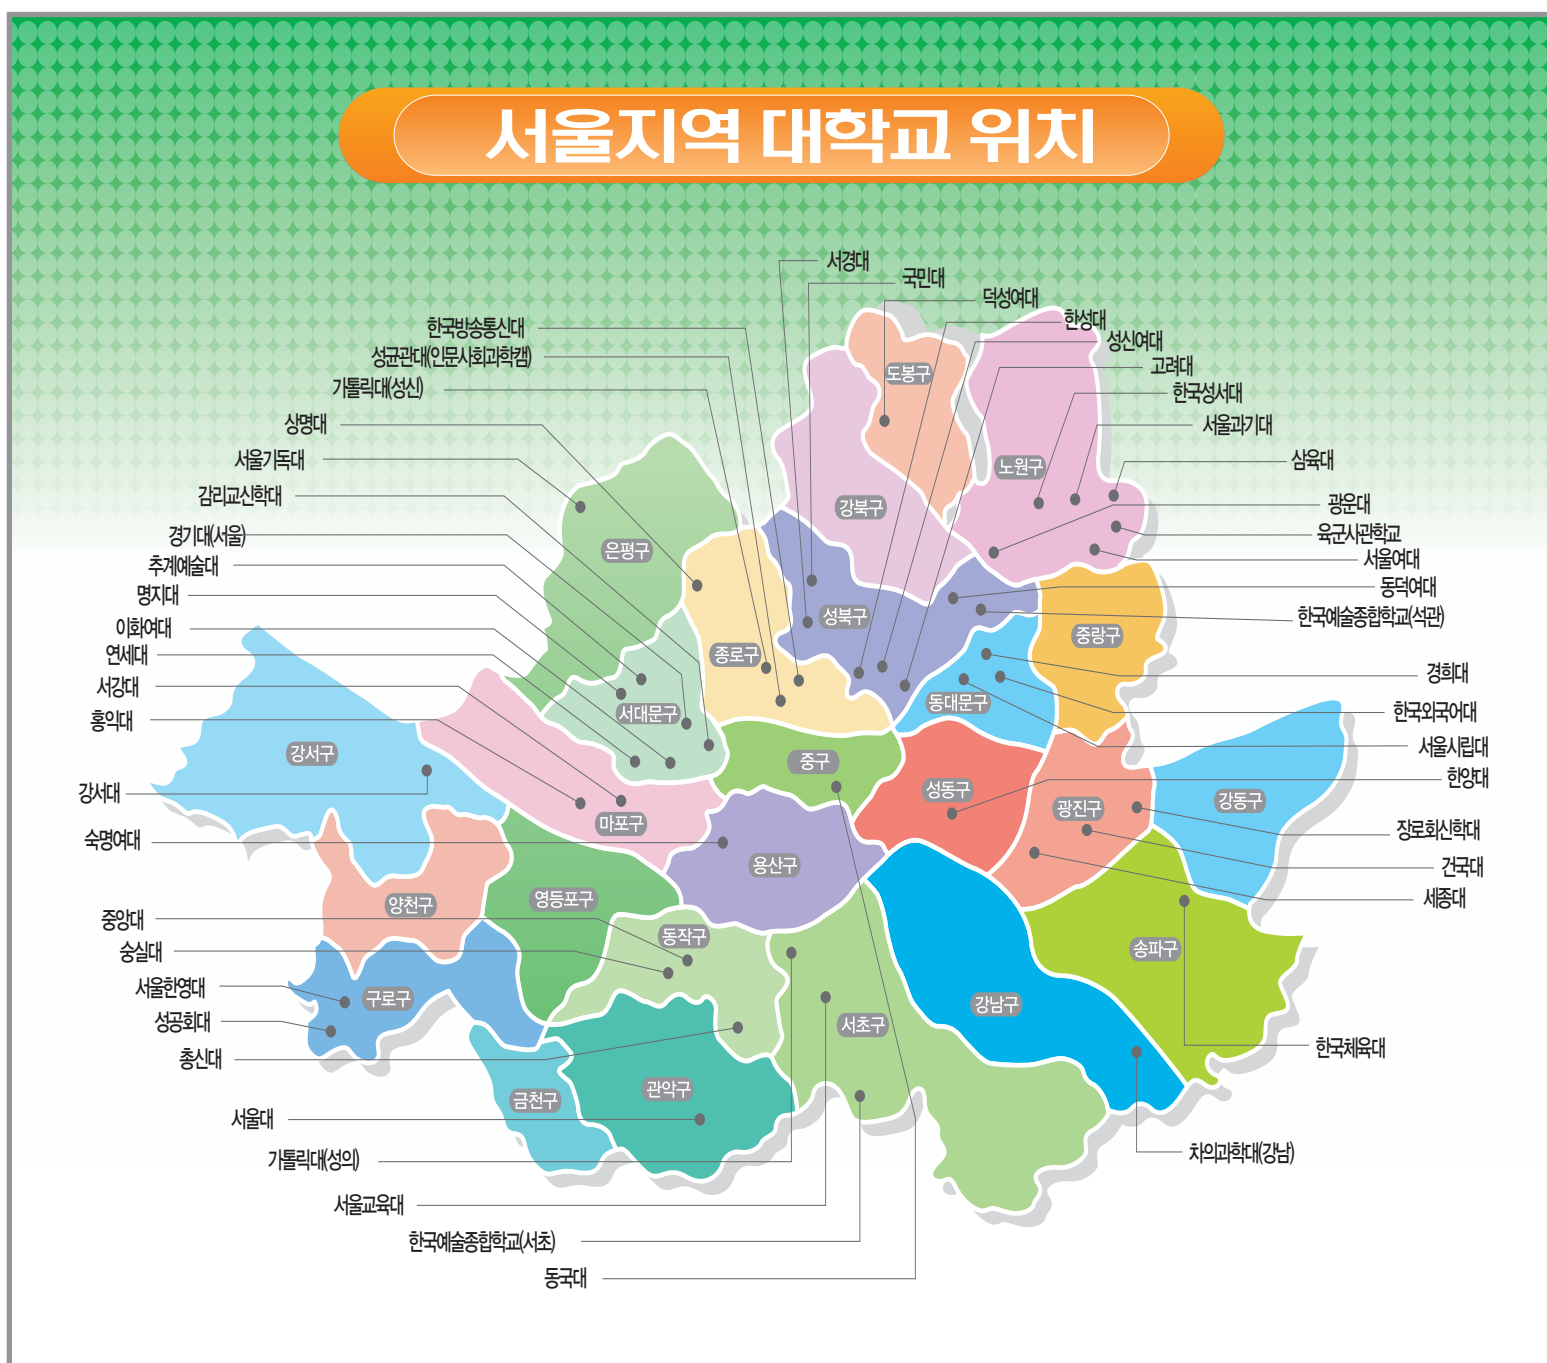 서울지역 대학교 위치
서경대
국민대
덕성여대
한성대
한국방송통신대
성신여대
성균관대(인문사회과학캠)
고려대
도봉구
가톨릭대(성신)
한국성서대
상명대
서울과기대
서울기독대
삼육대
노원구
감리교신학대
강북구
광운대
경기대(서울)
육군사관학교
은평구
서울여대
추계예술대
동덕여대
명지대
성북구
한국예술종합학교(석관)
이화여대
중랑구
연세대
종로구
경희대
서강대
동대문구
서대문구
한국외국어대
홍익대
서울시립대
강서구
중구
한양대
강서대
성동구
강동구
광진구
마포구
장로회신학대
숙명여대
용산구
건국대
영등포구
세종대
양천구
중앙대
동작구
숭실대
송파구
서울한영대
구로구
강남구
성공회대
서초구
한국체육대
총신대
관악구
금천구
서울대
차의과학대(강남)
가톨릭대(성의)
서울교육대
한국예술종합학교(서초)
동국대